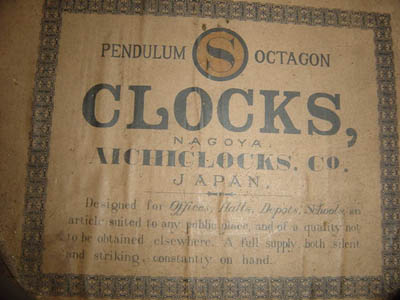 PENDULUM S OCTAGON
CLOCKS,
NAGOYA.
AICHICLOCKS. Co.
JAPAN.
Designed for Offices, Halls, Depots, Schools, an
article suited to any public place, and of a quality not
to be obtained elsewhere. A full supply both silent
and striking, constantly on hand.